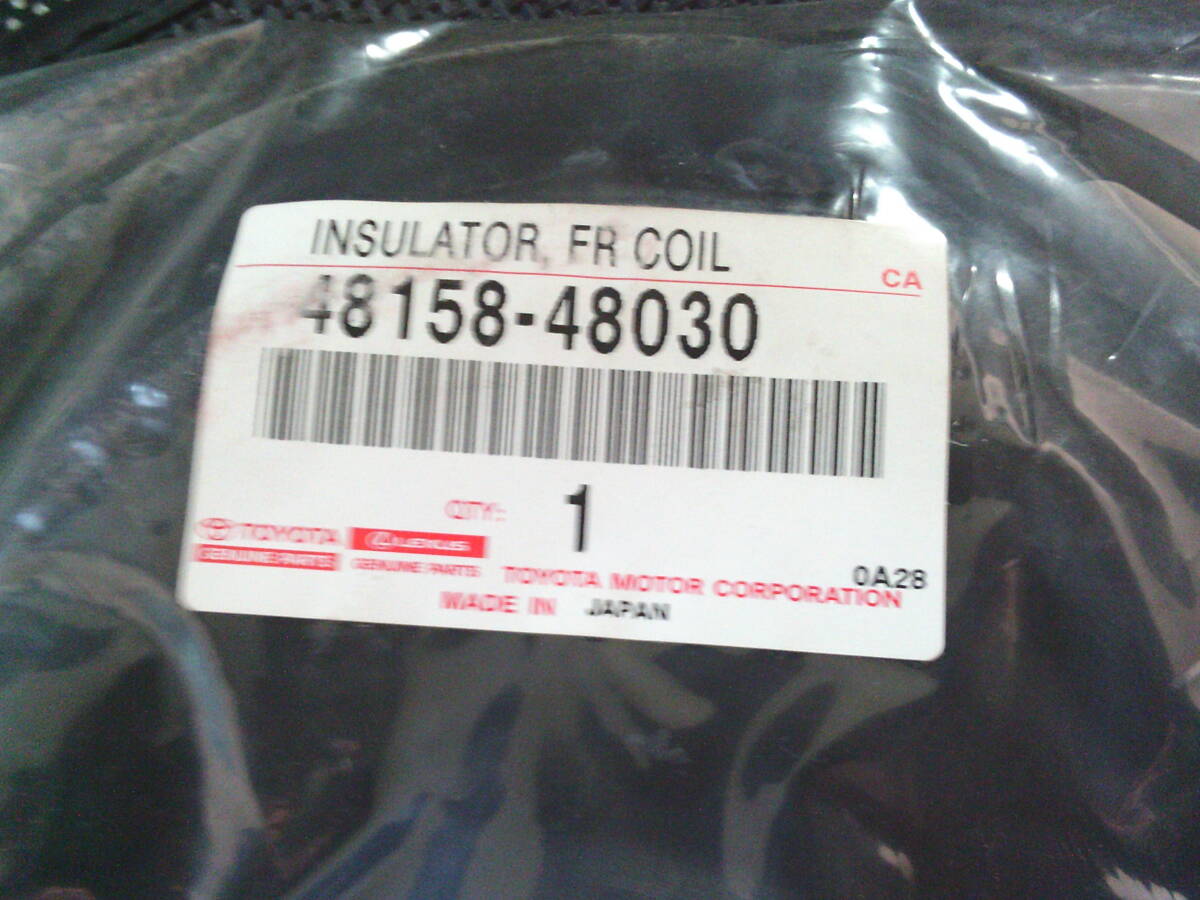 INSULATOR, FR COIL
CA
48158-48030
QTY: 1
TOYOTA
GENUINE PARTS
LEXUS
GENUINE PARTS
0A28
TOYOTA MOTOR CORPORATION
MADE IN JAPAN